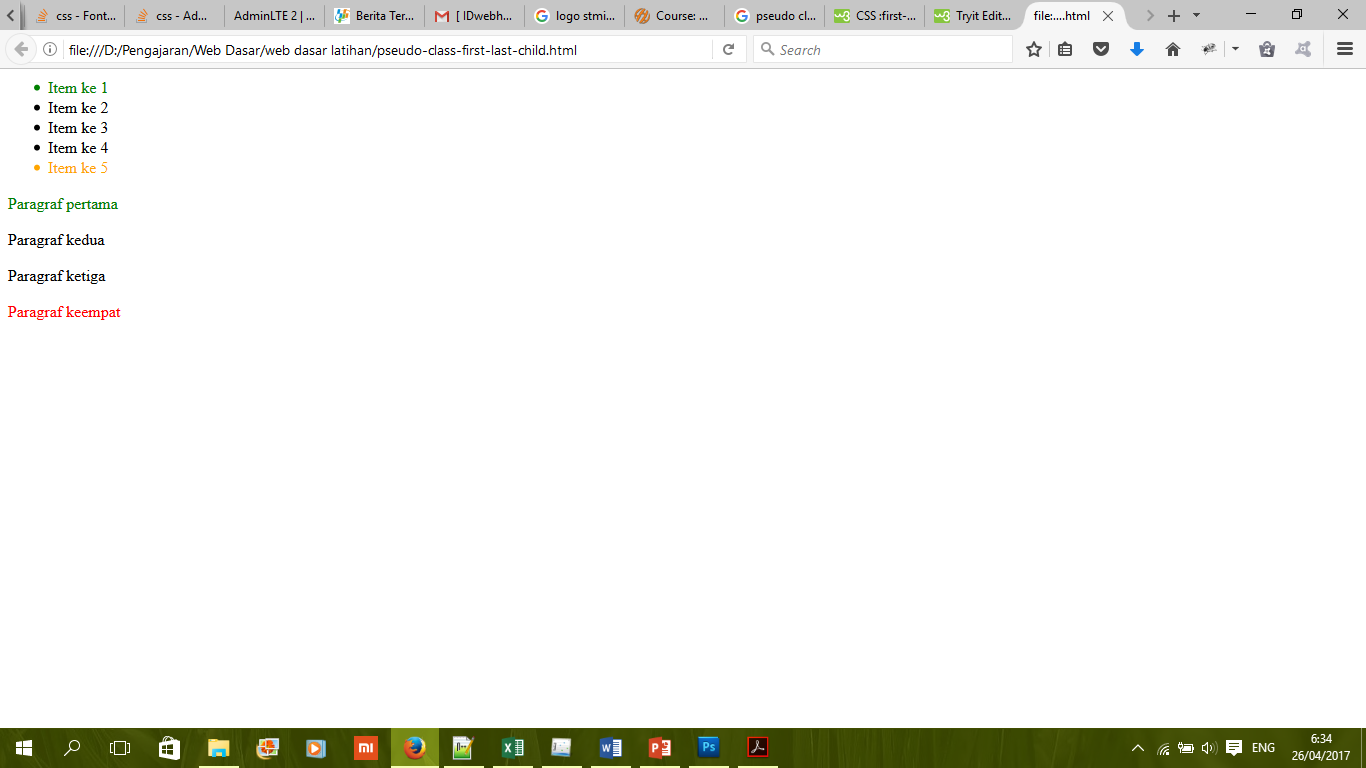 css - Font... css - Ad... AdminLTE 2 | ... Berita Ter... [ IDwebh... logo stmi... Course: ... pseudo cl... CSS :first-... Tryit Edit... file:....html
file:///D:/Pengajaran/Web Dasar/web dasar latihan/pseudo-class-first-last-child.html Search
Item ke 1
Item ke 2
Item ke 3
Item ke 4
Item ke 5
Paragraf pertama
Paragraf kedua
Paragraf ketiga
Paragraf keempat
ENG 6:34
26/04/2017